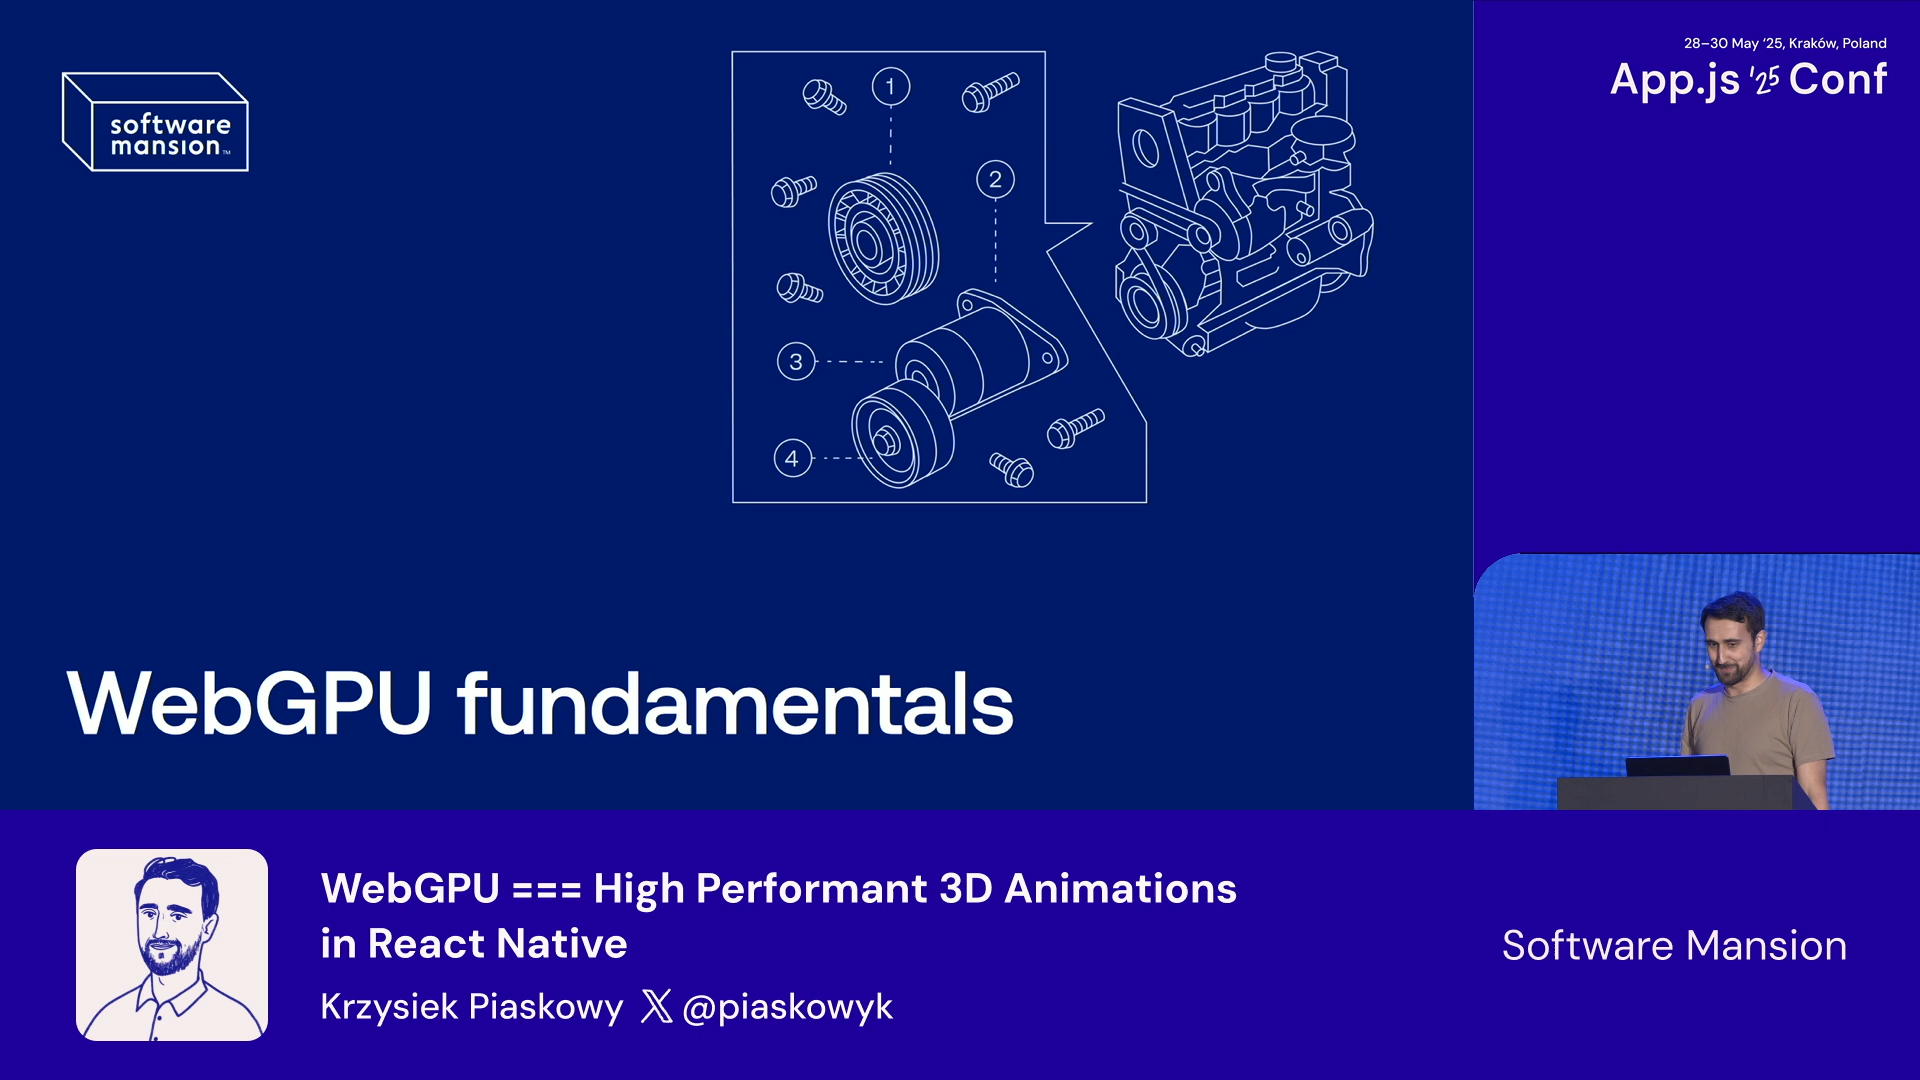 software
mansion™
1
2
3
4
WebGPU fundamentals
28–30 May '25, Kraków, Poland
App.js '25 Conf
WebGPU === High Performant 3D Animations
in React Native
Krzysiek Piaskowy 𝕏 @piaskowyk
Software Mansion